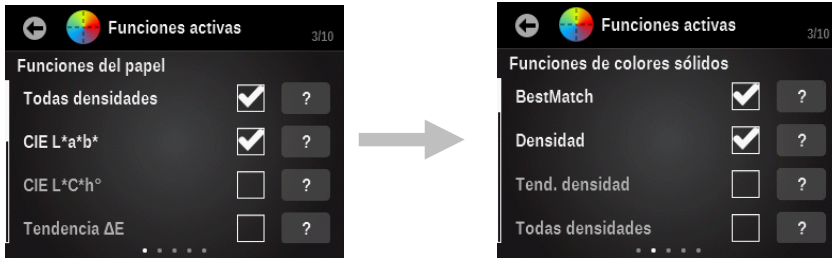 Funciones activas
3/10
Funciones del papel
Todas densidades ?
CIE L*a*b* ?
CIE L*C*h° ?
Tendencia ΔE ?
Funciones activas
3/10
Funciones de colores sólidos
BestMatch ?
Densidad ?
Tend. densidad ?
Todas densidades ?